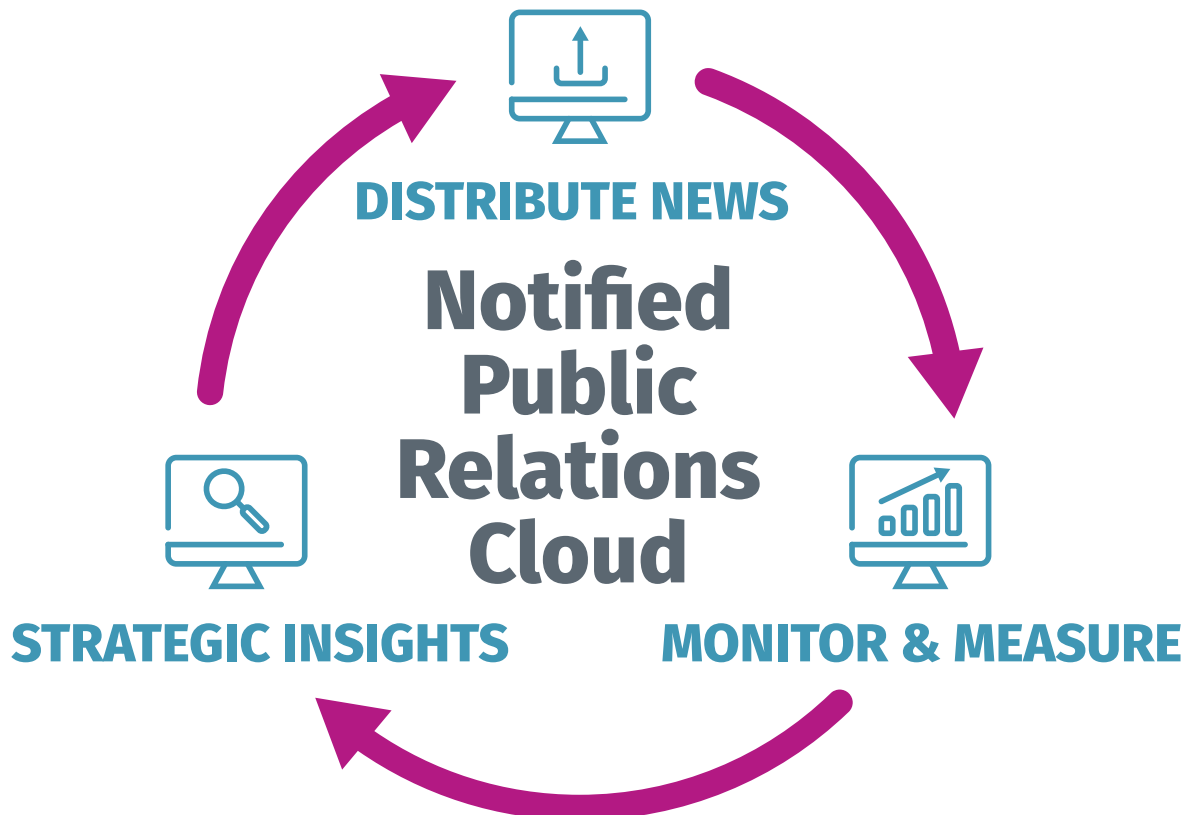 DISTRIBUTE NEWS
Notified
Public
Relations
Cloud
STRATEGIC INSIGHTS
MONITOR & MEASURE